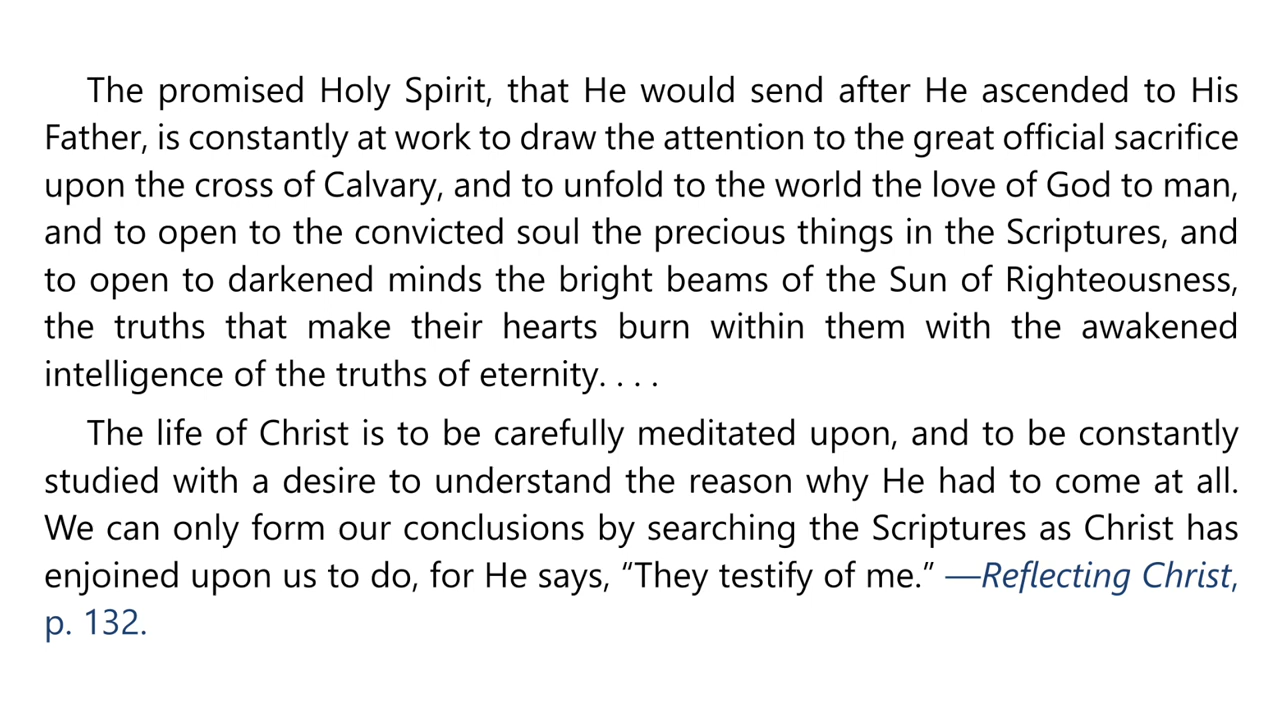 The promised Holy Spirit, that He would send after He ascended to His
Father, is constantly at work to draw the attention to the great official sacrifice
upon the cross of Calvary, and to unfold to the world the love of God to man,
and to open to the convicted soul the precious things in the Scriptures, and
to open to darkened minds the bright beams of the Sun of Righteousness,
the truths that make their hearts burn within them with the awakened
intelligence of the truths of eternity. . . .
The life of Christ is to be carefully meditated upon, and to be constantly
studied with a desire to understand the reason why He had to come at all.
We can only form our conclusions by searching the Scriptures as Christ has
enjoined upon us to do, for He says, “They testify of me.” —Reflecting Christ,
p. 132.